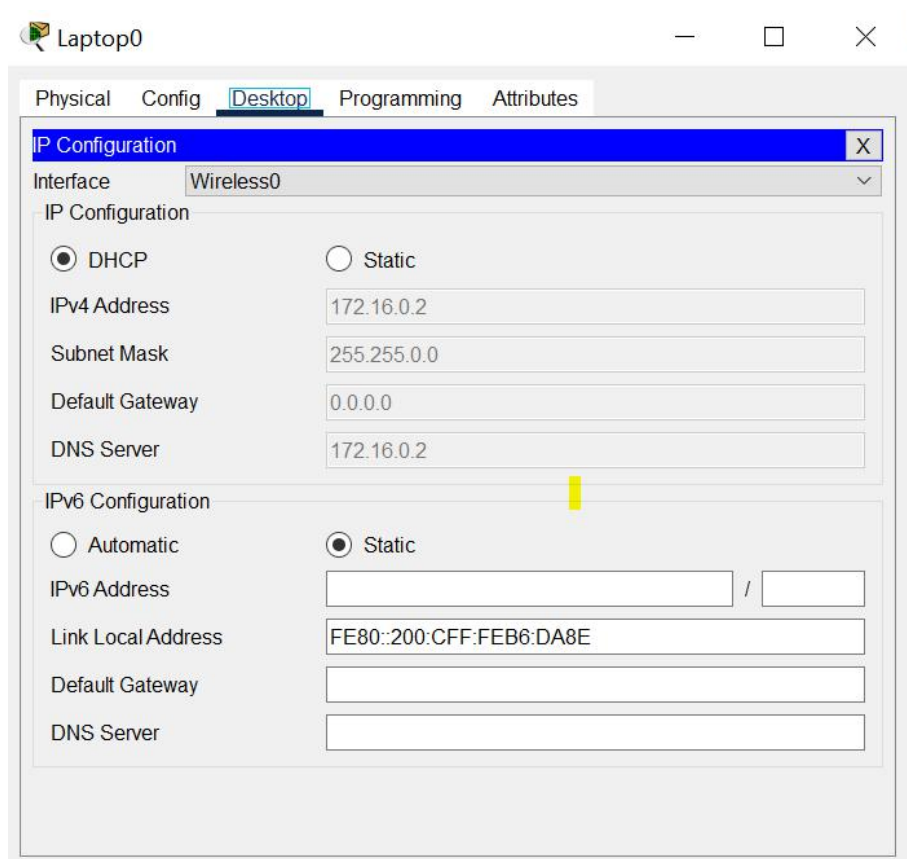 Laptop0
Physical Config Desktop Programming Attributes
IP Configuration X
Interface Wireless0
IP Configuration
DHCP Static
IPv4 Address 172.16.0.2
Subnet Mask 255.255.0.0
Default Gateway 0.0.0.0
DNS Server 172.16.0.2
IPv6 Configuration
Automatic Static
IPv6 Address /
Link Local Address FE80::200:CFF:FEB6:DA8E
Default Gateway
DNS Server